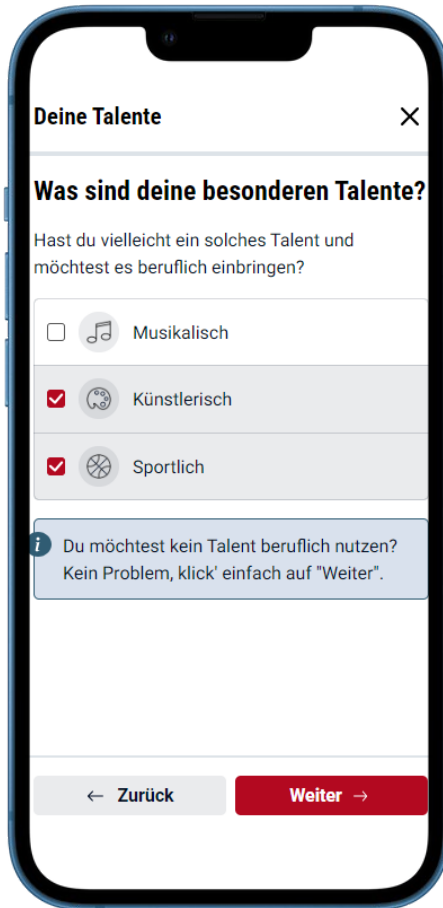 Deine Talente
Was sind deine besonderen Talente?
Hast du vielleicht ein solches Talent und
möchtest es beruflich einbringen?
Musikalisch
Künstlerisch
Sportlich
Du möchtest kein Talent beruflich nutzen?
Kein Problem, klick' einfach auf "Weiter".
← Zurück
Weiter →